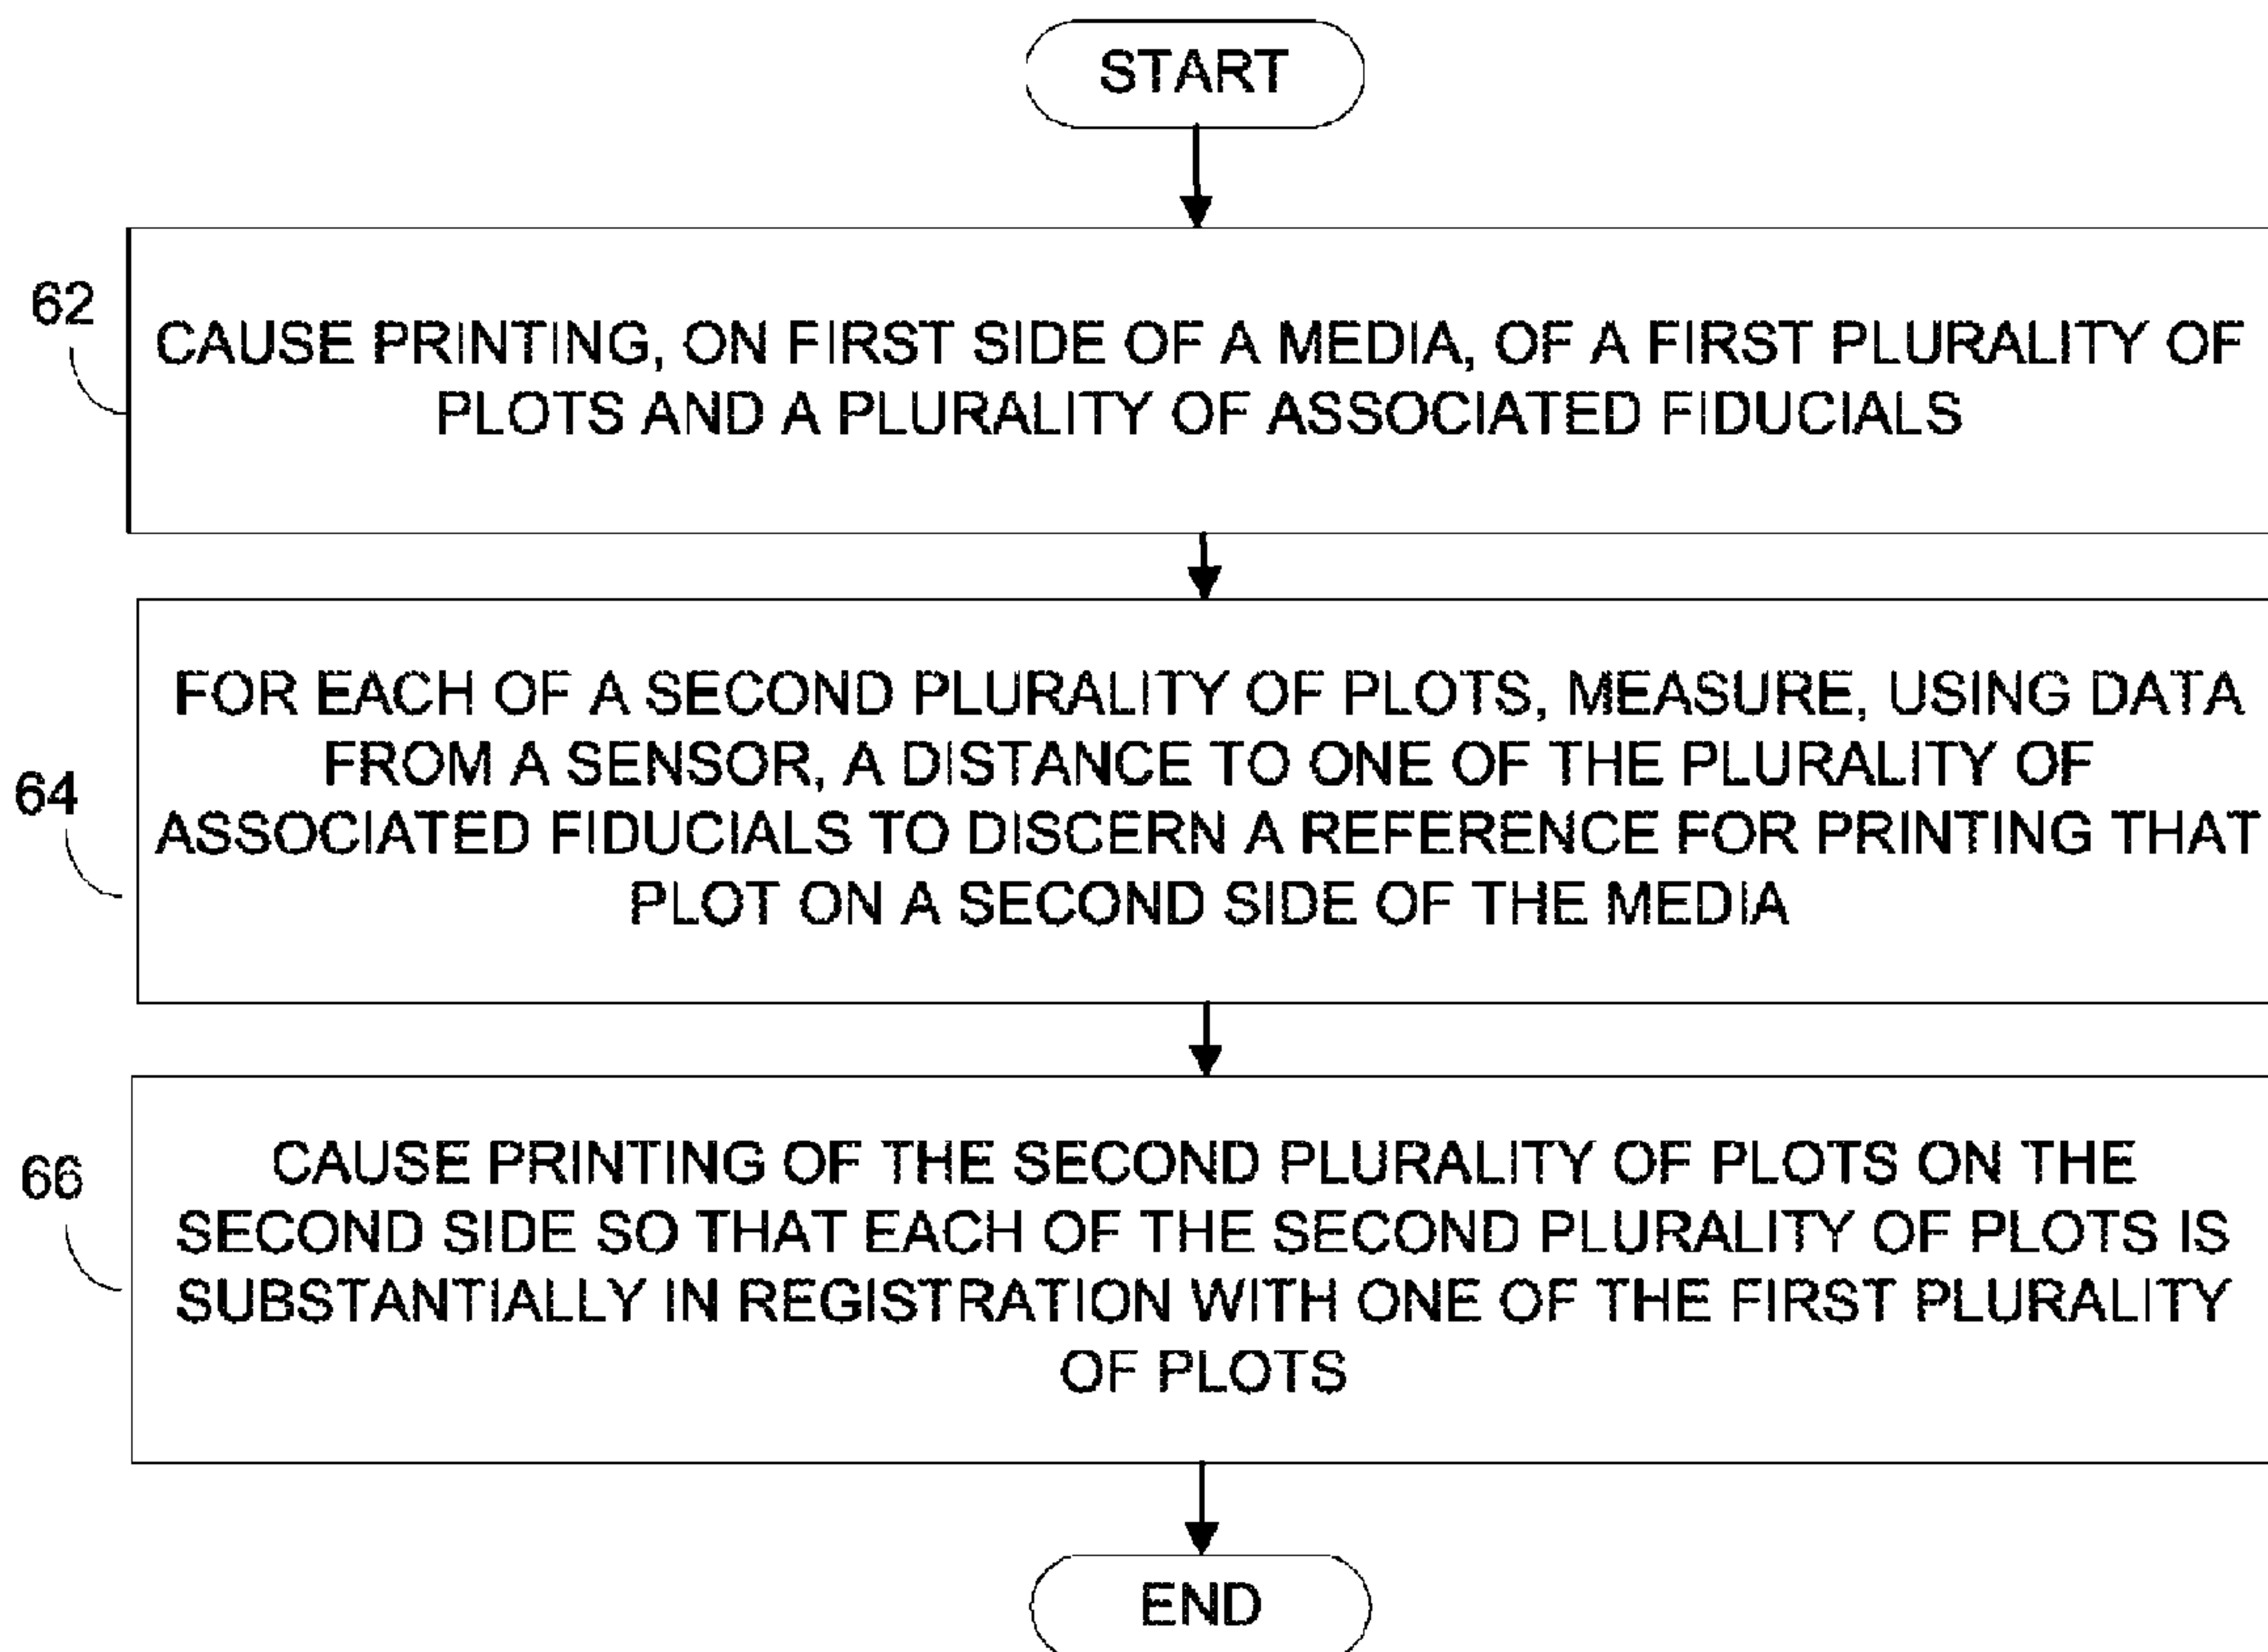 START
62
CAUSE PRINTING, ON FIRST SIDE OF A MEDIA, OF A FIRST PLURALITY OF
PLOTS AND A PLURALITY OF ASSOCIATED FIDUCIALS
64
FOR EACH OF A SECOND PLURALITY OF PLOTS, MEASURE, USING DATA
FROM A SENSOR, A DISTANCE TO ONE OF THE PLURALITY OF
ASSOCIATED FIDUCIALS TO DISCERN A REFERENCE FOR PRINTING THAT
PLOT ON A SECOND SIDE OF THE MEDIA
66
CAUSE PRINTING OF THE SECOND PLURALITY OF PLOTS ON THE
SECOND SIDE SO THAT EACH OF THE SECOND PLURALITY OF PLOTS IS
SUBSTANTIALLY IN REGISTRATION WITH ONE OF THE FIRST PLURALITY
OF PLOTS
END